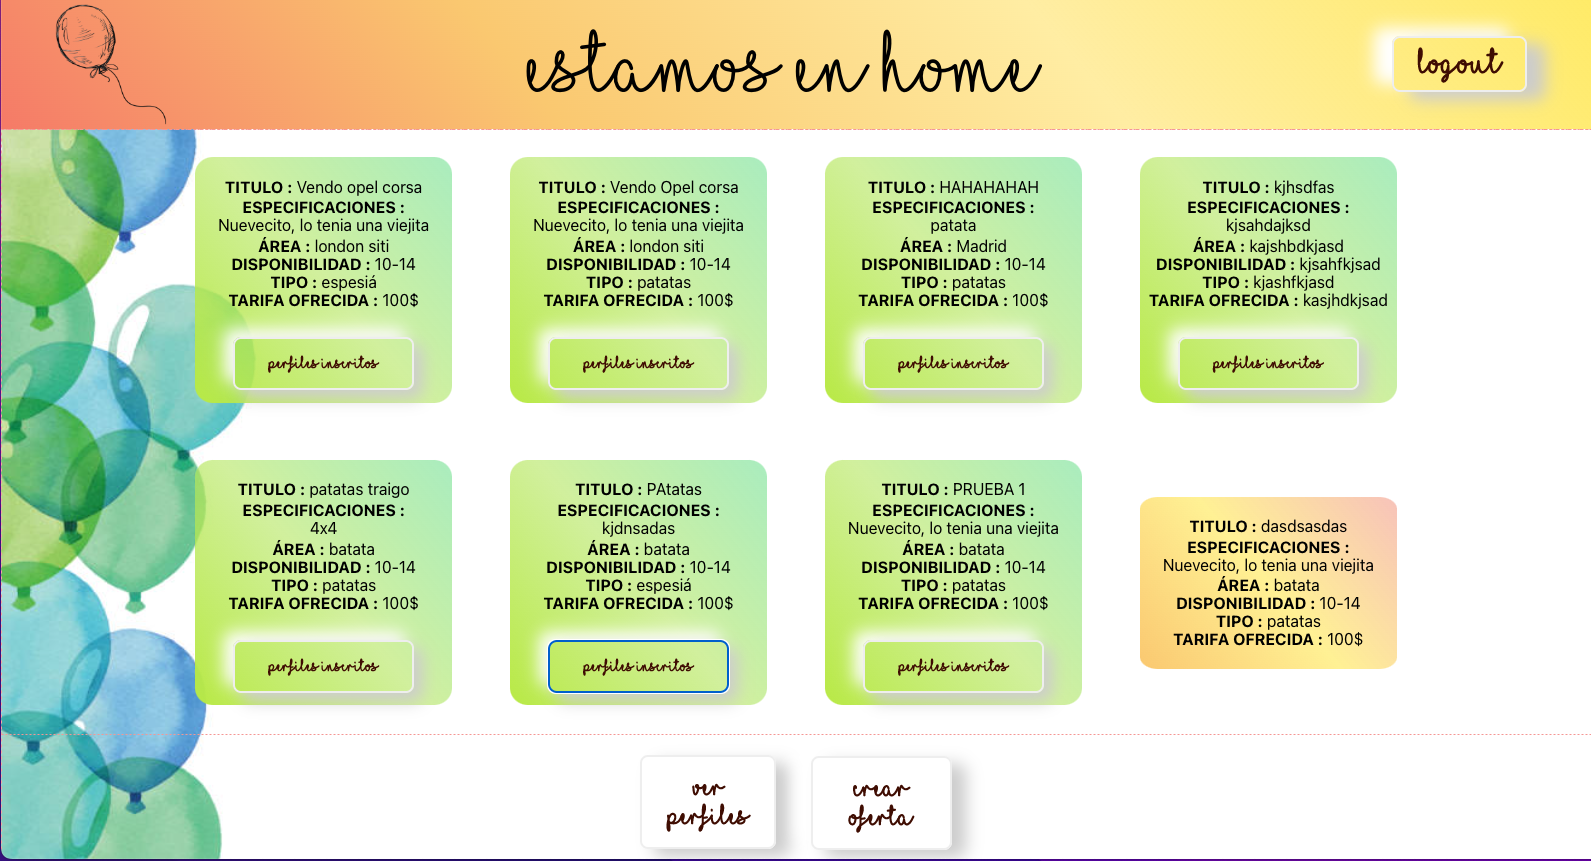 estamos en home
logout
TITULO : Vendo opel corsa
ESPECIFICACIONES :
Nuevecito, lo tenia una viejita
ÁREA : london siti
DISPONIBILIDAD : 10-14
TIPO : espesiá
TARIFA OFRECIDA : 100$
perfiles inscritos
TITULO : Vendo Opel corsa
ESPECIFICACIONES :
Nuevecito, lo tenia una viejita
ÁREA : london siti
DISPONIBILIDAD : 10-14
TIPO : patatas
TARIFA OFRECIDA : 100$
perfiles inscritos
TITULO : HAHAHAHAH
ESPECIFICACIONES :
patata
ÁREA : Madrid
DISPONIBILIDAD : 10-14
TIPO : patatas
TARIFA OFRECIDA : 100$
perfiles inscritos
TITULO : kjhsdfas
ESPECIFICACIONES :
kjsahdajksd
ÁREA : kajshbdkjasd
DISPONIBILIDAD : kjsahfkjsad
TIPO : kjashfkjasd
TARIFA OFRECIDA : kasjhdkjsad
perfiles inscritos
TITULO : patatas traigo
ESPECIFICACIONES :
4x4
ÁREA : batata
DISPONIBILIDAD : 10-14
TIPO : patatas
TARIFA OFRECIDA : 100$
perfiles inscritos
TITULO : PAtatas
ESPECIFICACIONES :
kjdnsadas
ÁREA : batata
DISPONIBILIDAD : 10-14
TIPO : espesiá
TARIFA OFRECIDA : 100$
perfiles inscritos
TITULO : PRUEBA 1
ESPECIFICACIONES :
Nuevecito, lo tenia una viejita
ÁREA : batata
DISPONIBILIDAD : 10-14
TIPO : patatas
TARIFA OFRECIDA : 100$
perfiles inscritos
TITULO : dasdsasdas
ESPECIFICACIONES :
Nuevecito, lo tenia una viejita
ÁREA : batata
DISPONIBILIDAD : 10-14
TIPO : patatas
TARIFA OFRECIDA : 100$
ver
perfiles
crear
oferta